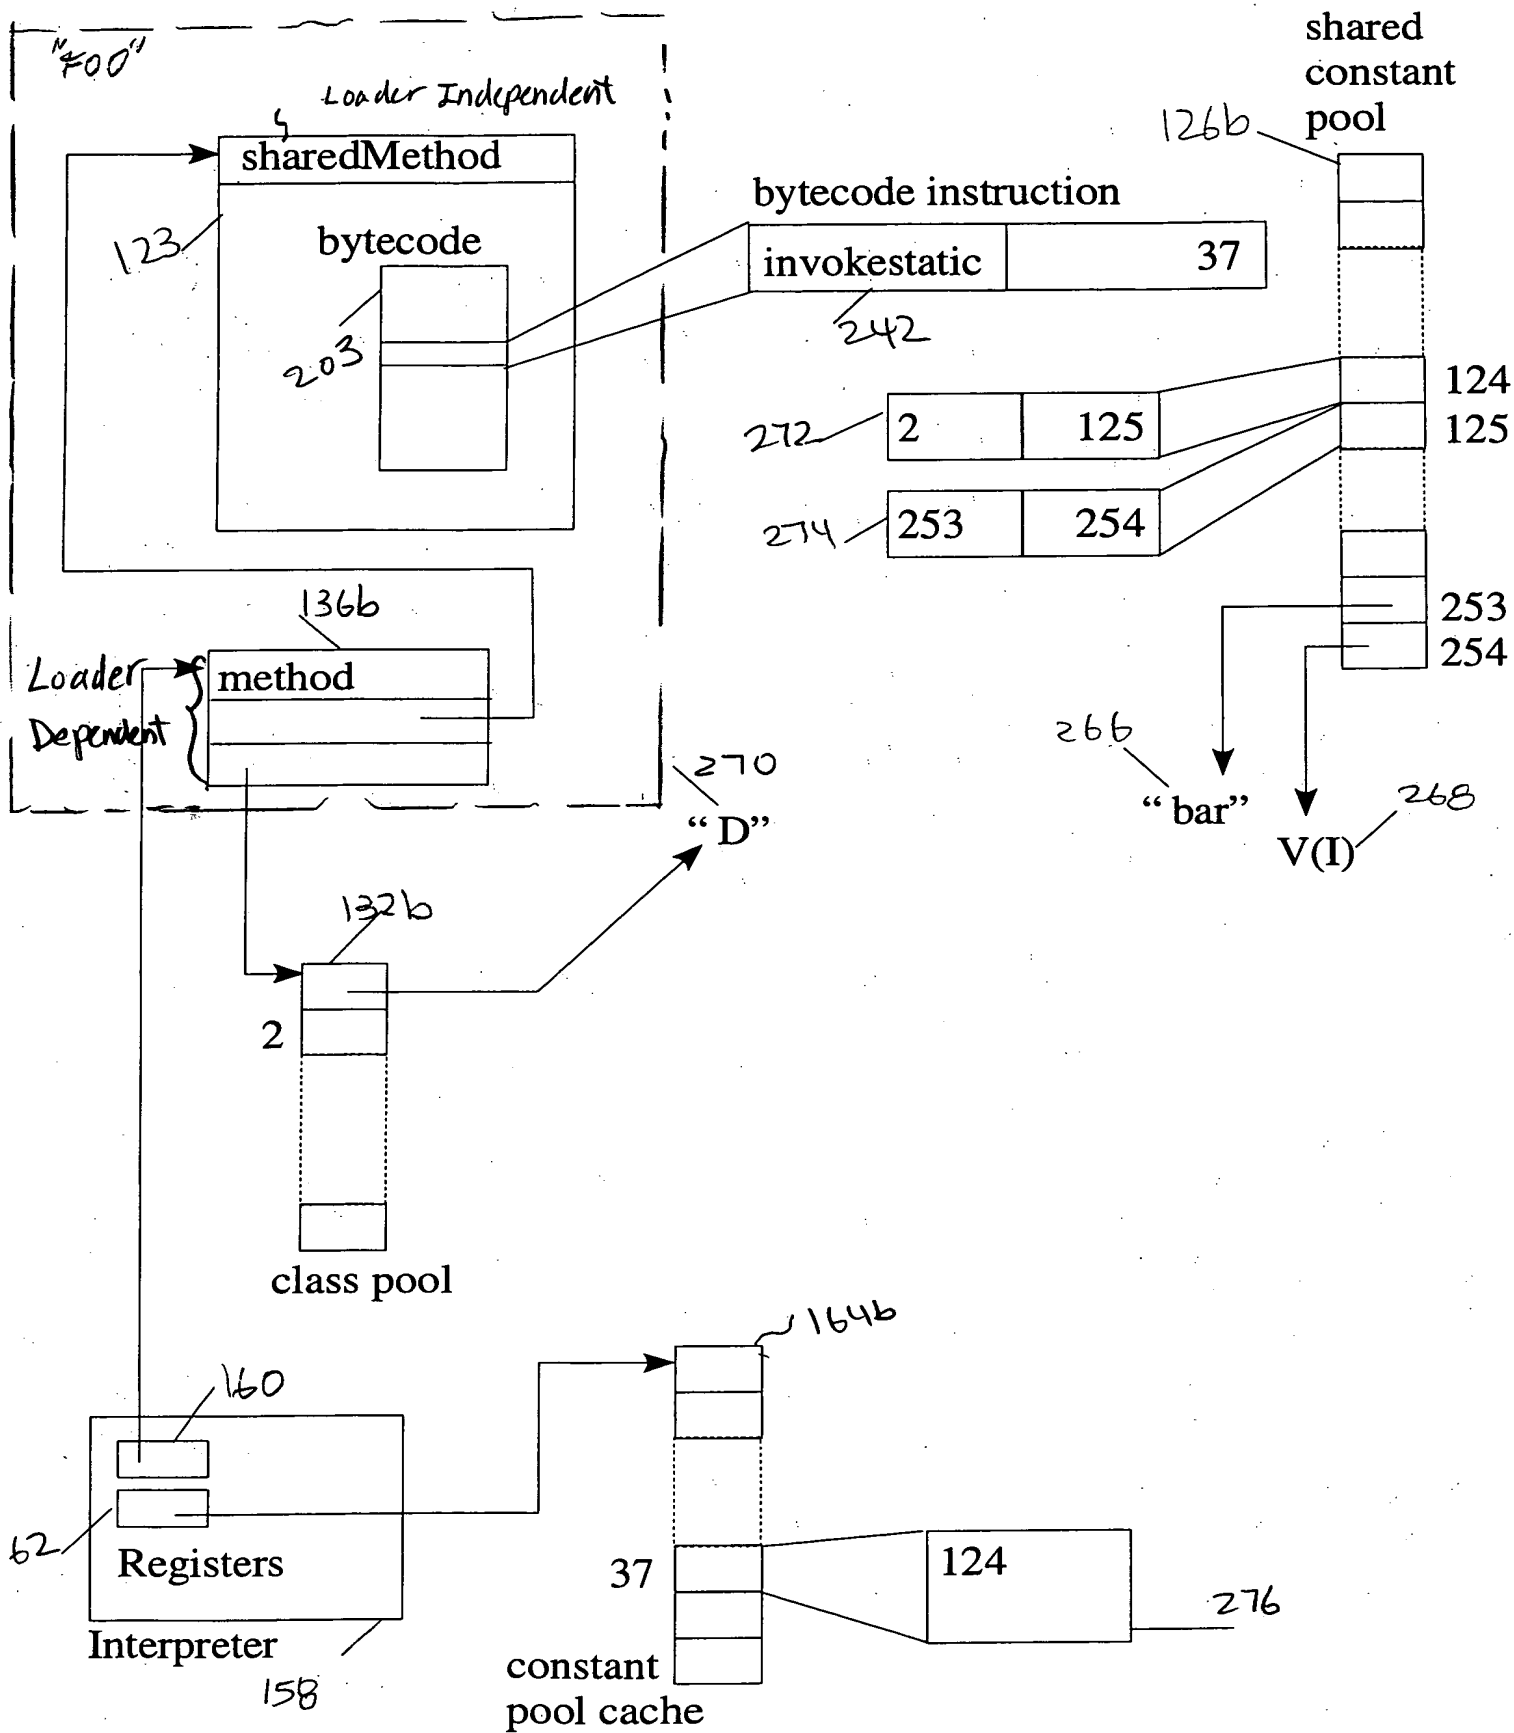 "FOO"
Loader Independent
sharedMethod
123
bytecode
203
bytecode instruction
invokestatic 37
242
shared
constant
pool
126b
124
125
272
2 125
274
253 254
253
254
266
"bar"
V(I)
268
136b
Loader
Dependent
method
270
"D"
132b
2
class pool
160
62
Registers
Interpreter
158
164b
37
124
276
constant
pool cache